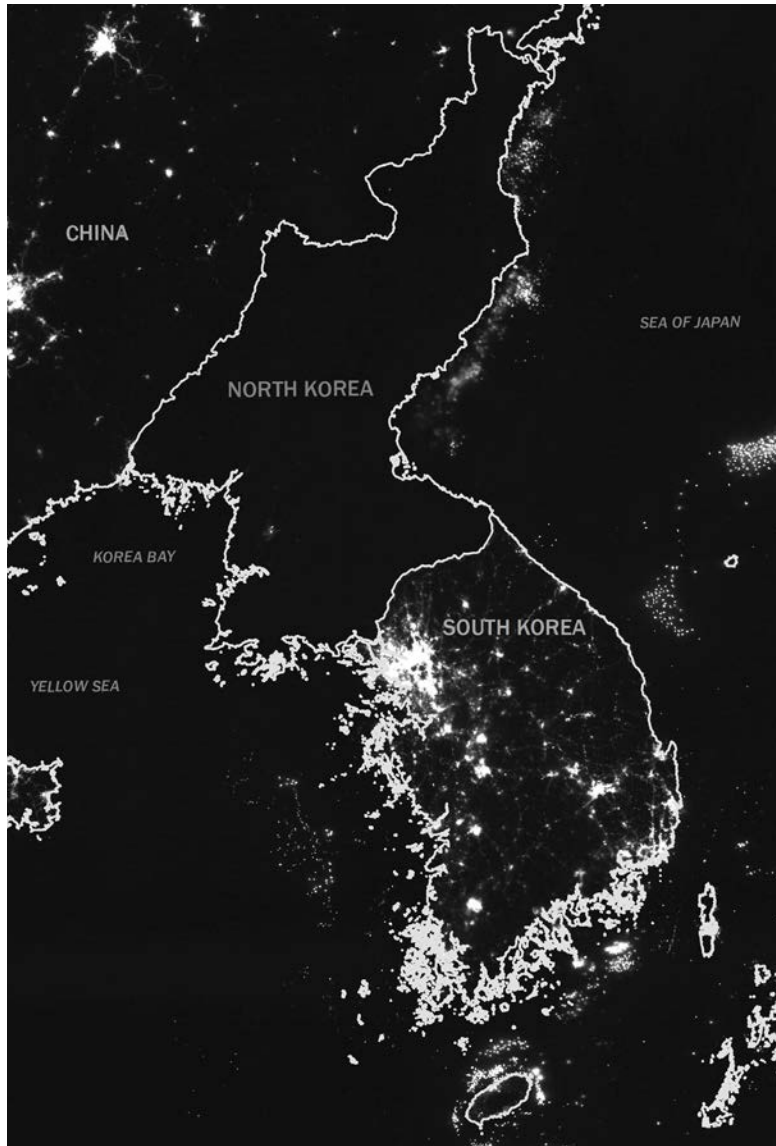 CHINA
SEA OF JAPAN
NORTH KOREA
KOREA BAY
SOUTH KOREA
YELLOW SEA